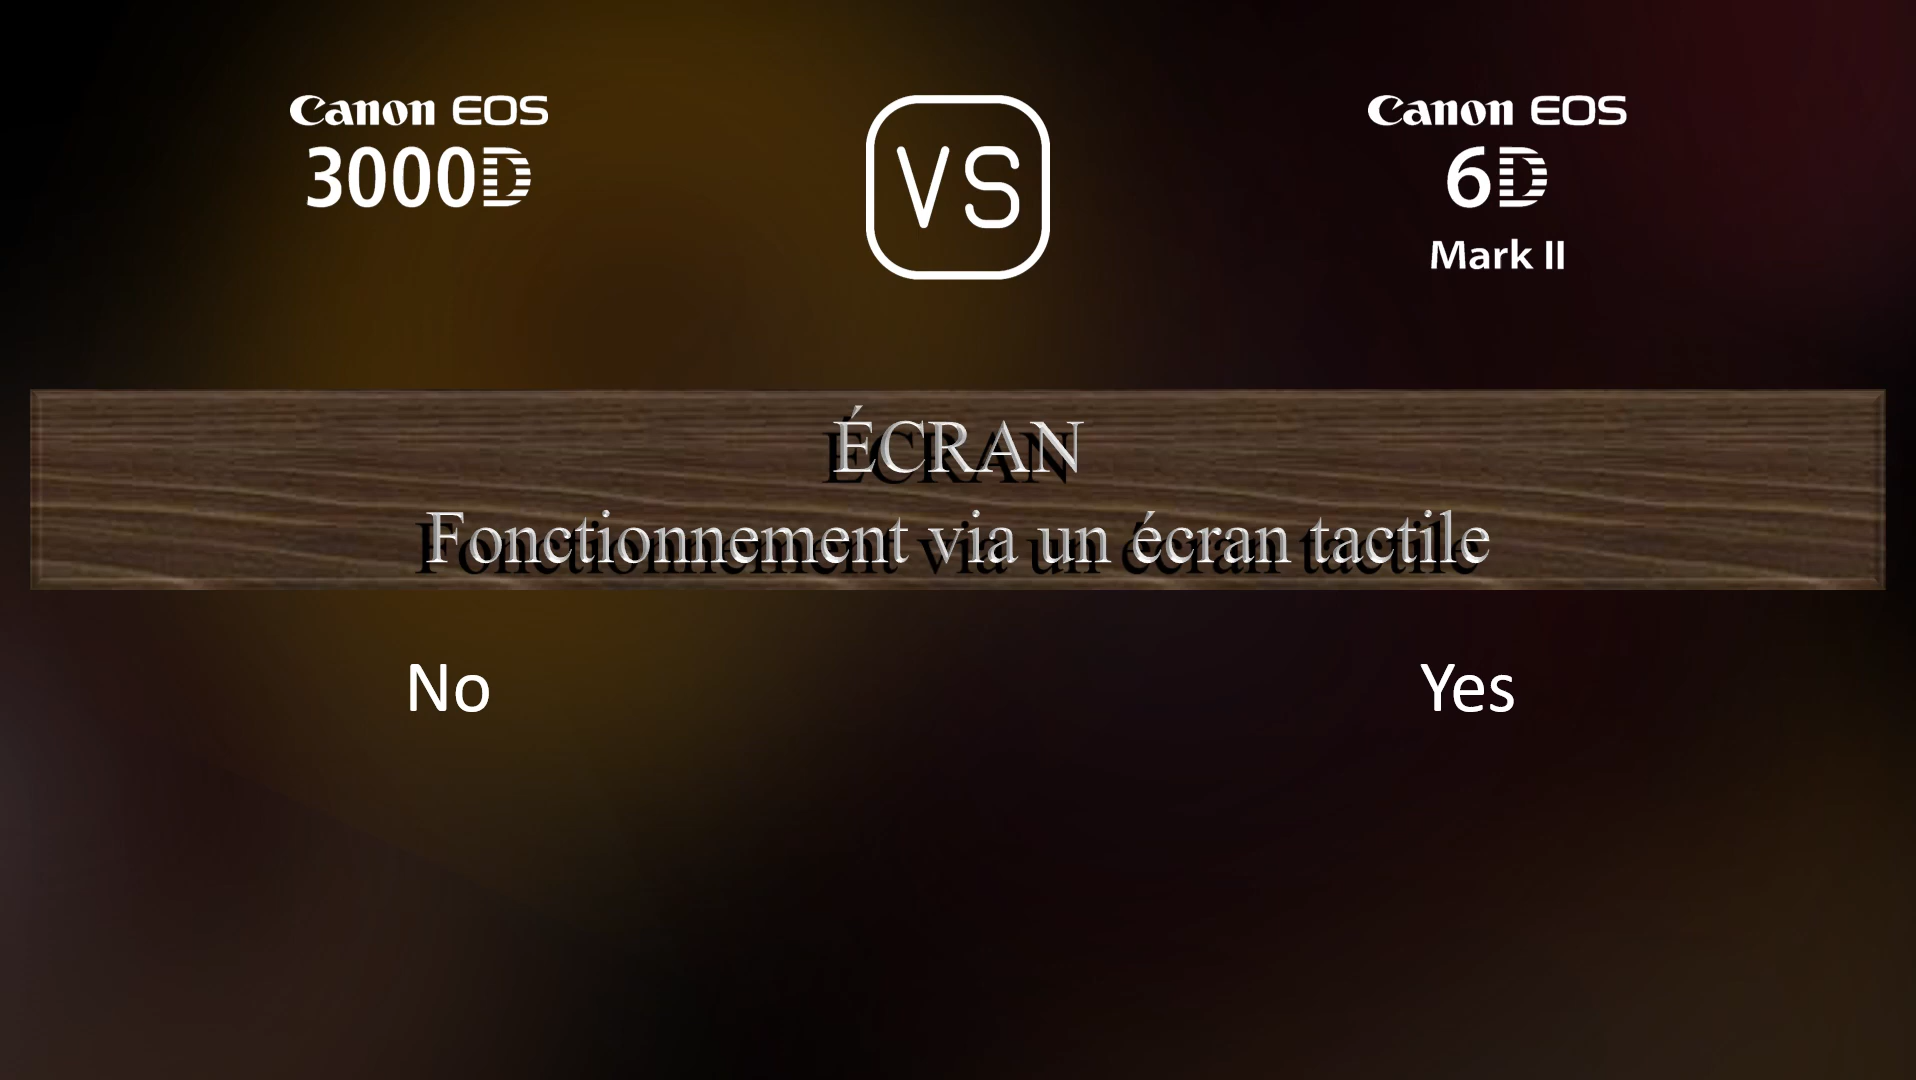 Canon EOS
3000D
VS
Canon EOS
6D
Mark II
ÉCRAN
Fonctionnement via un écran tactile
No
Yes